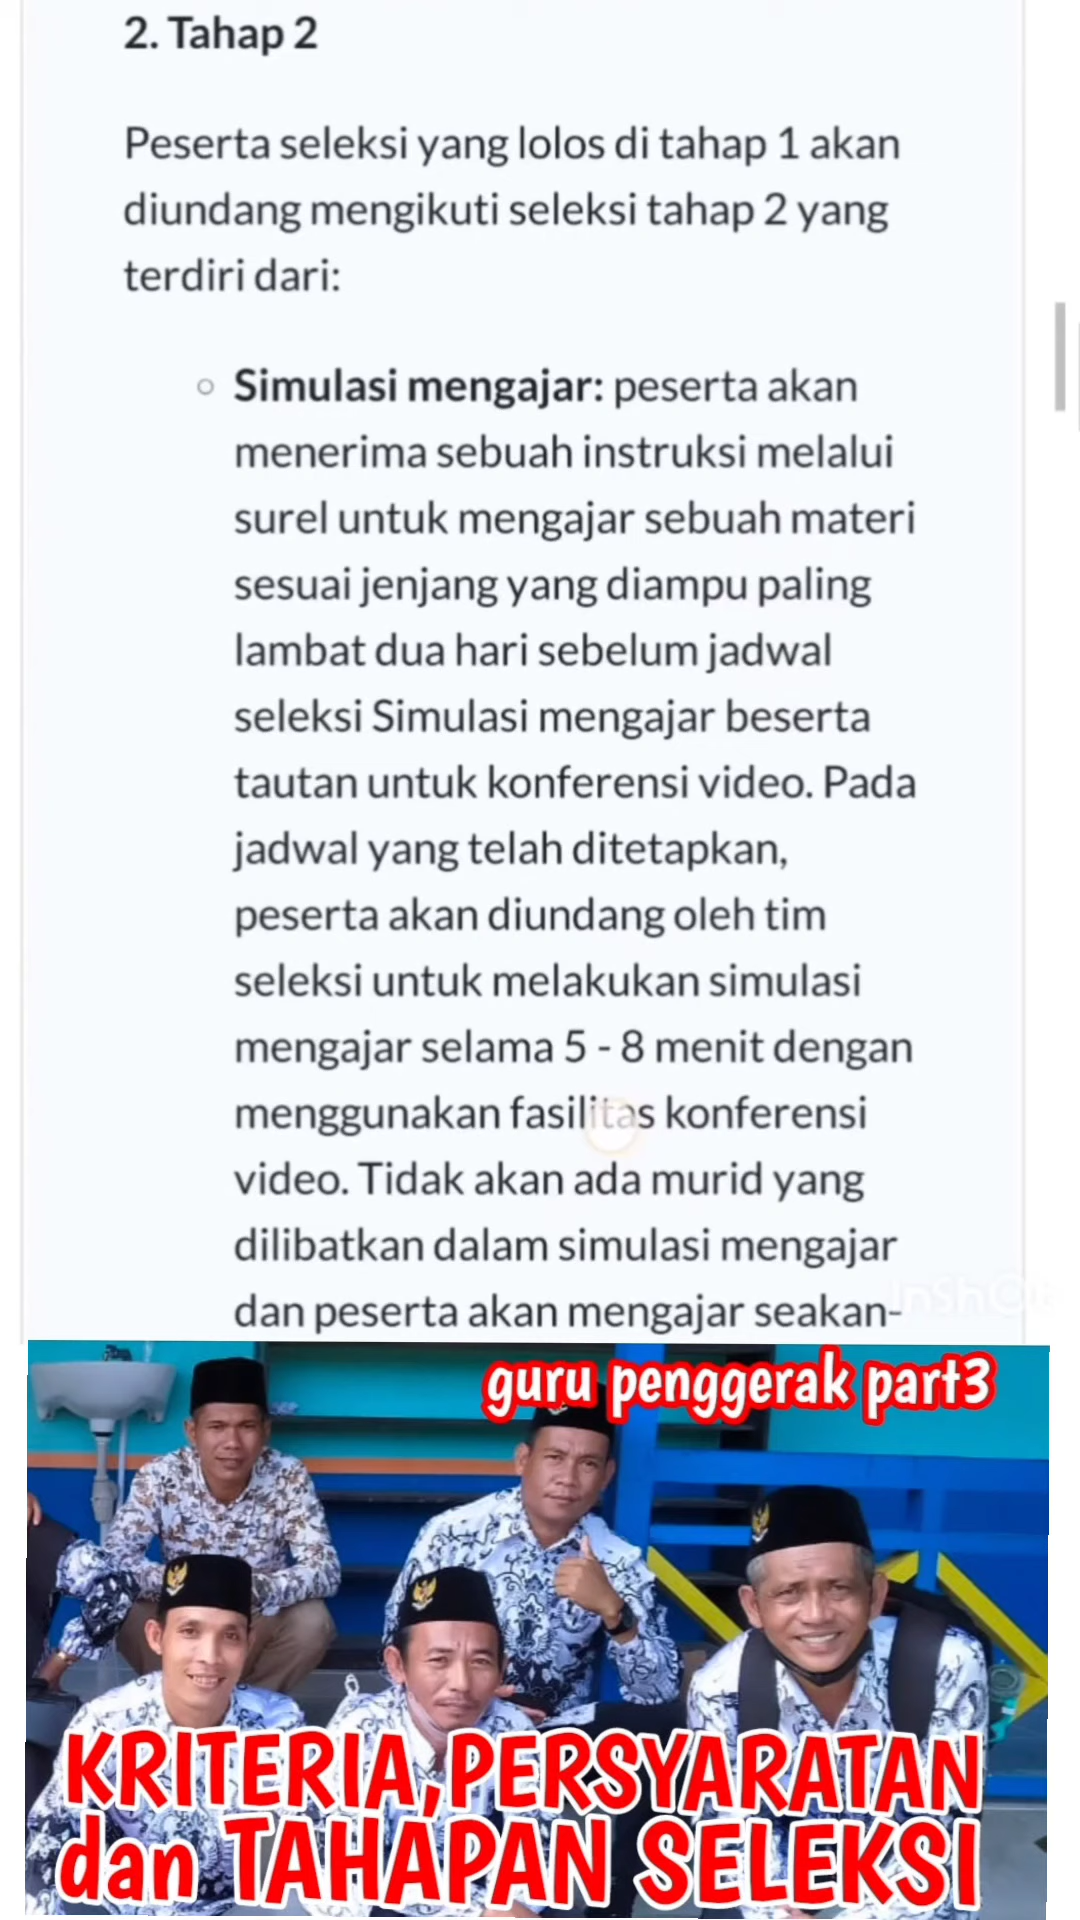 2. Tahap 2
Peserta seleksi yang lolos di tahap 1 akan
diundang mengikuti seleksi tahap 2 yang
terdiri dari:
Simulasi mengajar: peserta akan
menerima sebuah instruksi melalui
surel untuk mengajar sebuah materi
sesuai jenjang yang diampu paling
lambat dua hari sebelum jadwal
seleksi Simulasi mengajar beserta
tautan untuk konferensi video. Pada
jadwal yang telah ditetapkan,
peserta akan diundang oleh tim
seleksi untuk melakukan simulasi
mengajar selama 5 - 8 menit dengan
menggunakan fasilitas konferensi
video. Tidak akan ada murid yang
dilibatkan dalam simulasi mengajar
dan peserta akan mengajar seakan-
guru penggerak part3
KRITERIA,PERSYARATAN
dan TAHAPAN SELEKSI